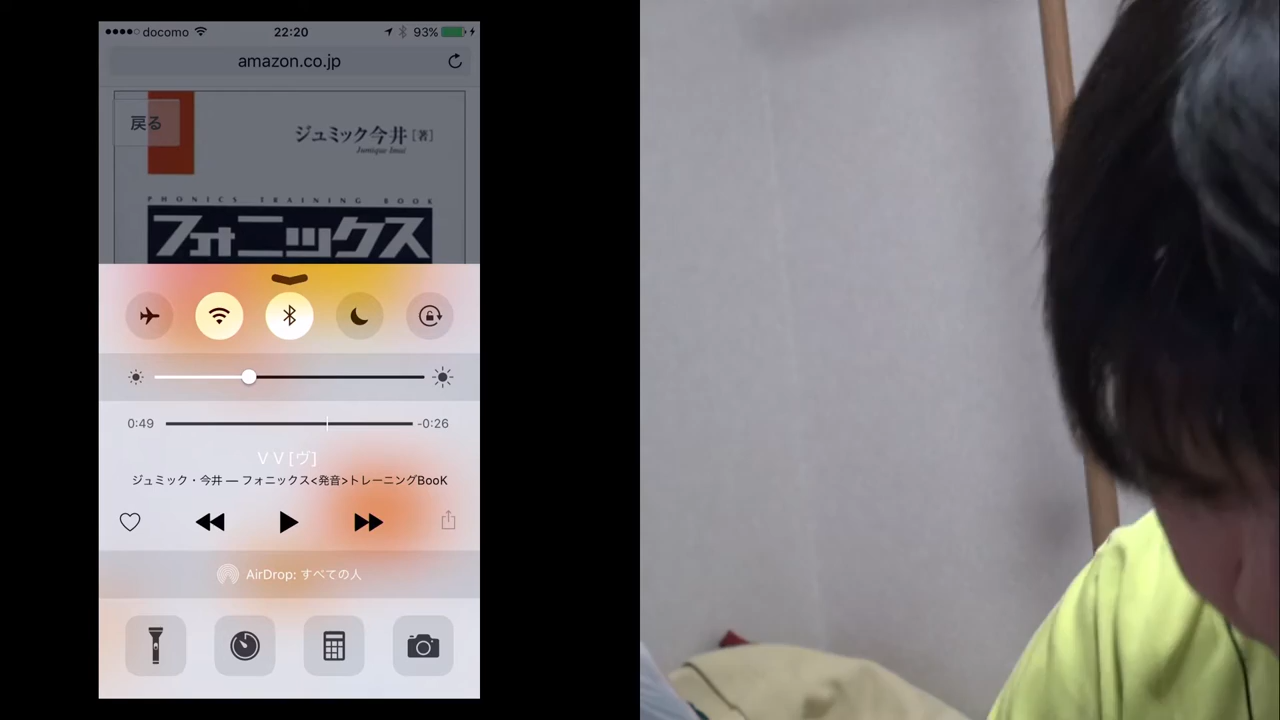 docomo 22:20 93%
amazon.co.jp
戻る
ジュミック今井[著]
Jumique Imai
PHONICS TRAINING BOOK
フォニックス
0:49 -0:26
V V [ヴ]
ジュミック・今井 — フォニックス<発音>トレーニングBooK
AirDrop: すべての人